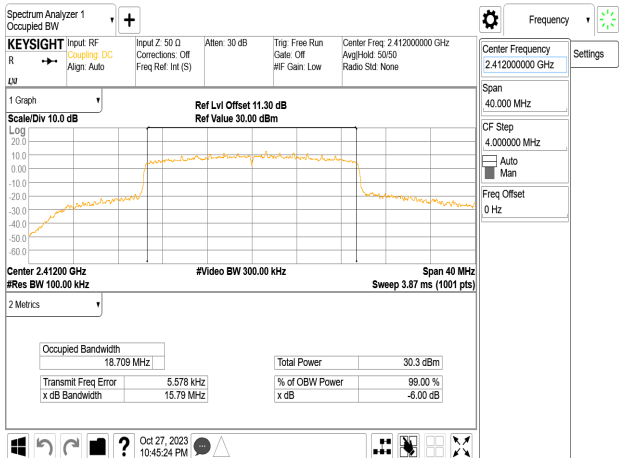 Spectrum Analyzer 1
Occupied BW
Frequency
KEYSIGHT
R
LXI
Input: RF
Coupling: DC
Align: Auto
Input Z: 50 Ω
Corrections: Off
Freq Ref: Int (S)
Atten: 30 dB
Trig: Free Run
Gate: Off
#IF Gain: Low
Center Freq: 2.412000000 GHz
Avg|Hold: 50/50
Radio Std: None
Center Frequency
2.412000000 GHz
Settings
Span
40.000 MHz
CF Step
4.000000 MHz
Auto
Man
Freq Offset
0 Hz
1 Graph
Scale/Div 10.0 dB
Ref Lvl Offset 11.30 dB
Ref Value 30.00 dBm
Log
20.0
10.0
0.00
-10.0
-20.0
-30.0
-40.0
-50.0
-60.0
Center 2.41200 GHz
#Video BW 300.00 kHz
Span 40 MHz
#Res BW 100.00 kHz
Sweep 3.87 ms (1001 pts)
2 Metrics
Occupied Bandwidth
18.709 MHz
Total Power 30.3 dBm
Transmit Freq Error 5.578 kHz
% of OBW Power 99.00 %
x dB Bandwidth 15.79 MHz
x dB -6.00 dB
?
Oct 27, 2023
10:45:24 PM